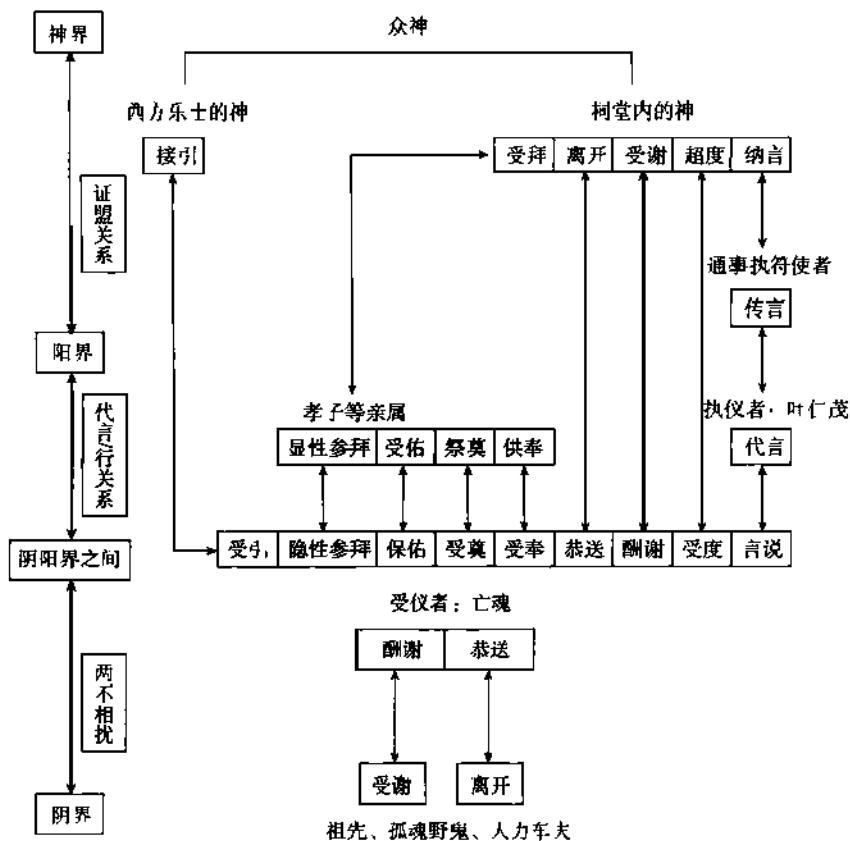 神界
众神
西方乐士的神
祠堂内的神
接引
受拜 离开 受谢 超度 纳言
证盟关系
通事执符使者
传言
阳界
孝子等亲属
执仪者:叶仁茂
显性参拜 受佑 祭奠 供奉
代言
代言/行关系
阴阳界之间
受引 隐性参拜 保佑 受奠 受奉 恭送 酬谢 受度 言说
受仪者:亡魂
酬谢 恭送
两不相扰
受谢 离开
阴界
祖先、孤魂野鬼、人力车夫